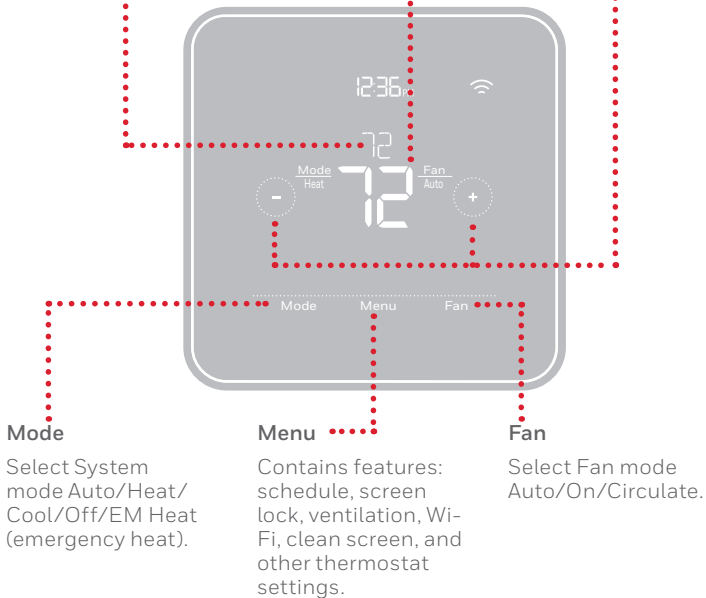 12:36 PM
72
Mode
Heat
72
Fan
Auto
-
+
Mode Menu Fan
Mode
Select System
mode Auto/Heat/
Cool/Off/EM Heat
(emergency heat).
Menu
Contains features:
schedule, screen
lock, ventilation, Wi-
Fi, clean screen, and
other thermostat
settings.
Fan
Select Fan mode
Auto/On/Circulate.